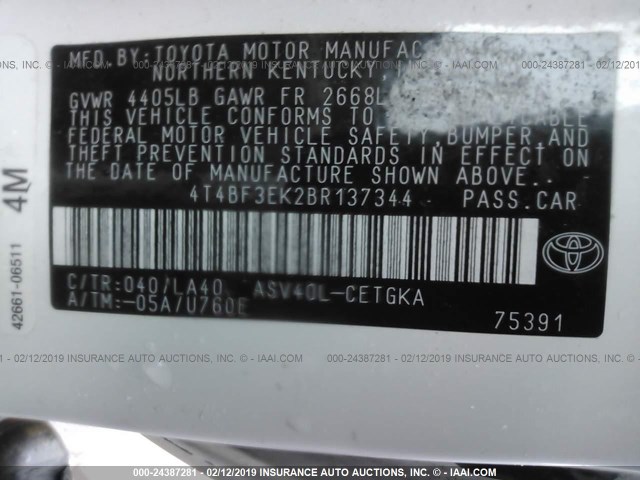 MFD. BY: TOYOTA MOTOR MANUFAC
NORTHERN KENTUCKY
GVWR 4405LB GAWR FR 2668L
THIS VEHICLE CONFORMS TO
FEDERAL MOTOR VEHICLE SAFETY, BUMPER, AND
THEFT PREVENTION STANDARDS IN EFFECT ON
THE DATE OF MANUFACTURE SHOWN ABOVE.
4T4BF3EK2BR137344 PASS.CAR
C/TR:040/LA40 ASV40L-CETGKA
A/TM:-05A/U760E
75391
TOYOTA
42661-06511 4M
000-24387281 - 02/12/2019 INSURANCE AUTO AUCTIONS, INC. - IAAI.COM